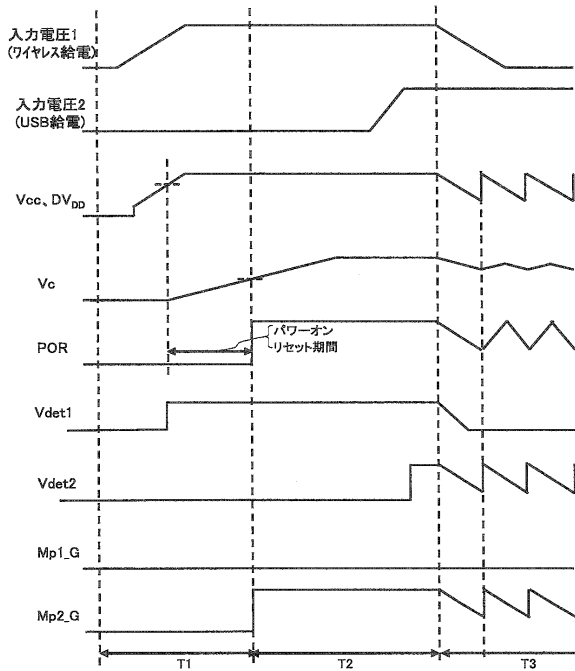 入力電圧1
(ワイヤレス給電)
入力電圧2
(USB給電)
Vcc、DVDD
Vc
POR
パワーオン
リセット期間
Vdet1
Vdet2
Mp1_G
Mp2_G
T1
T2
T3